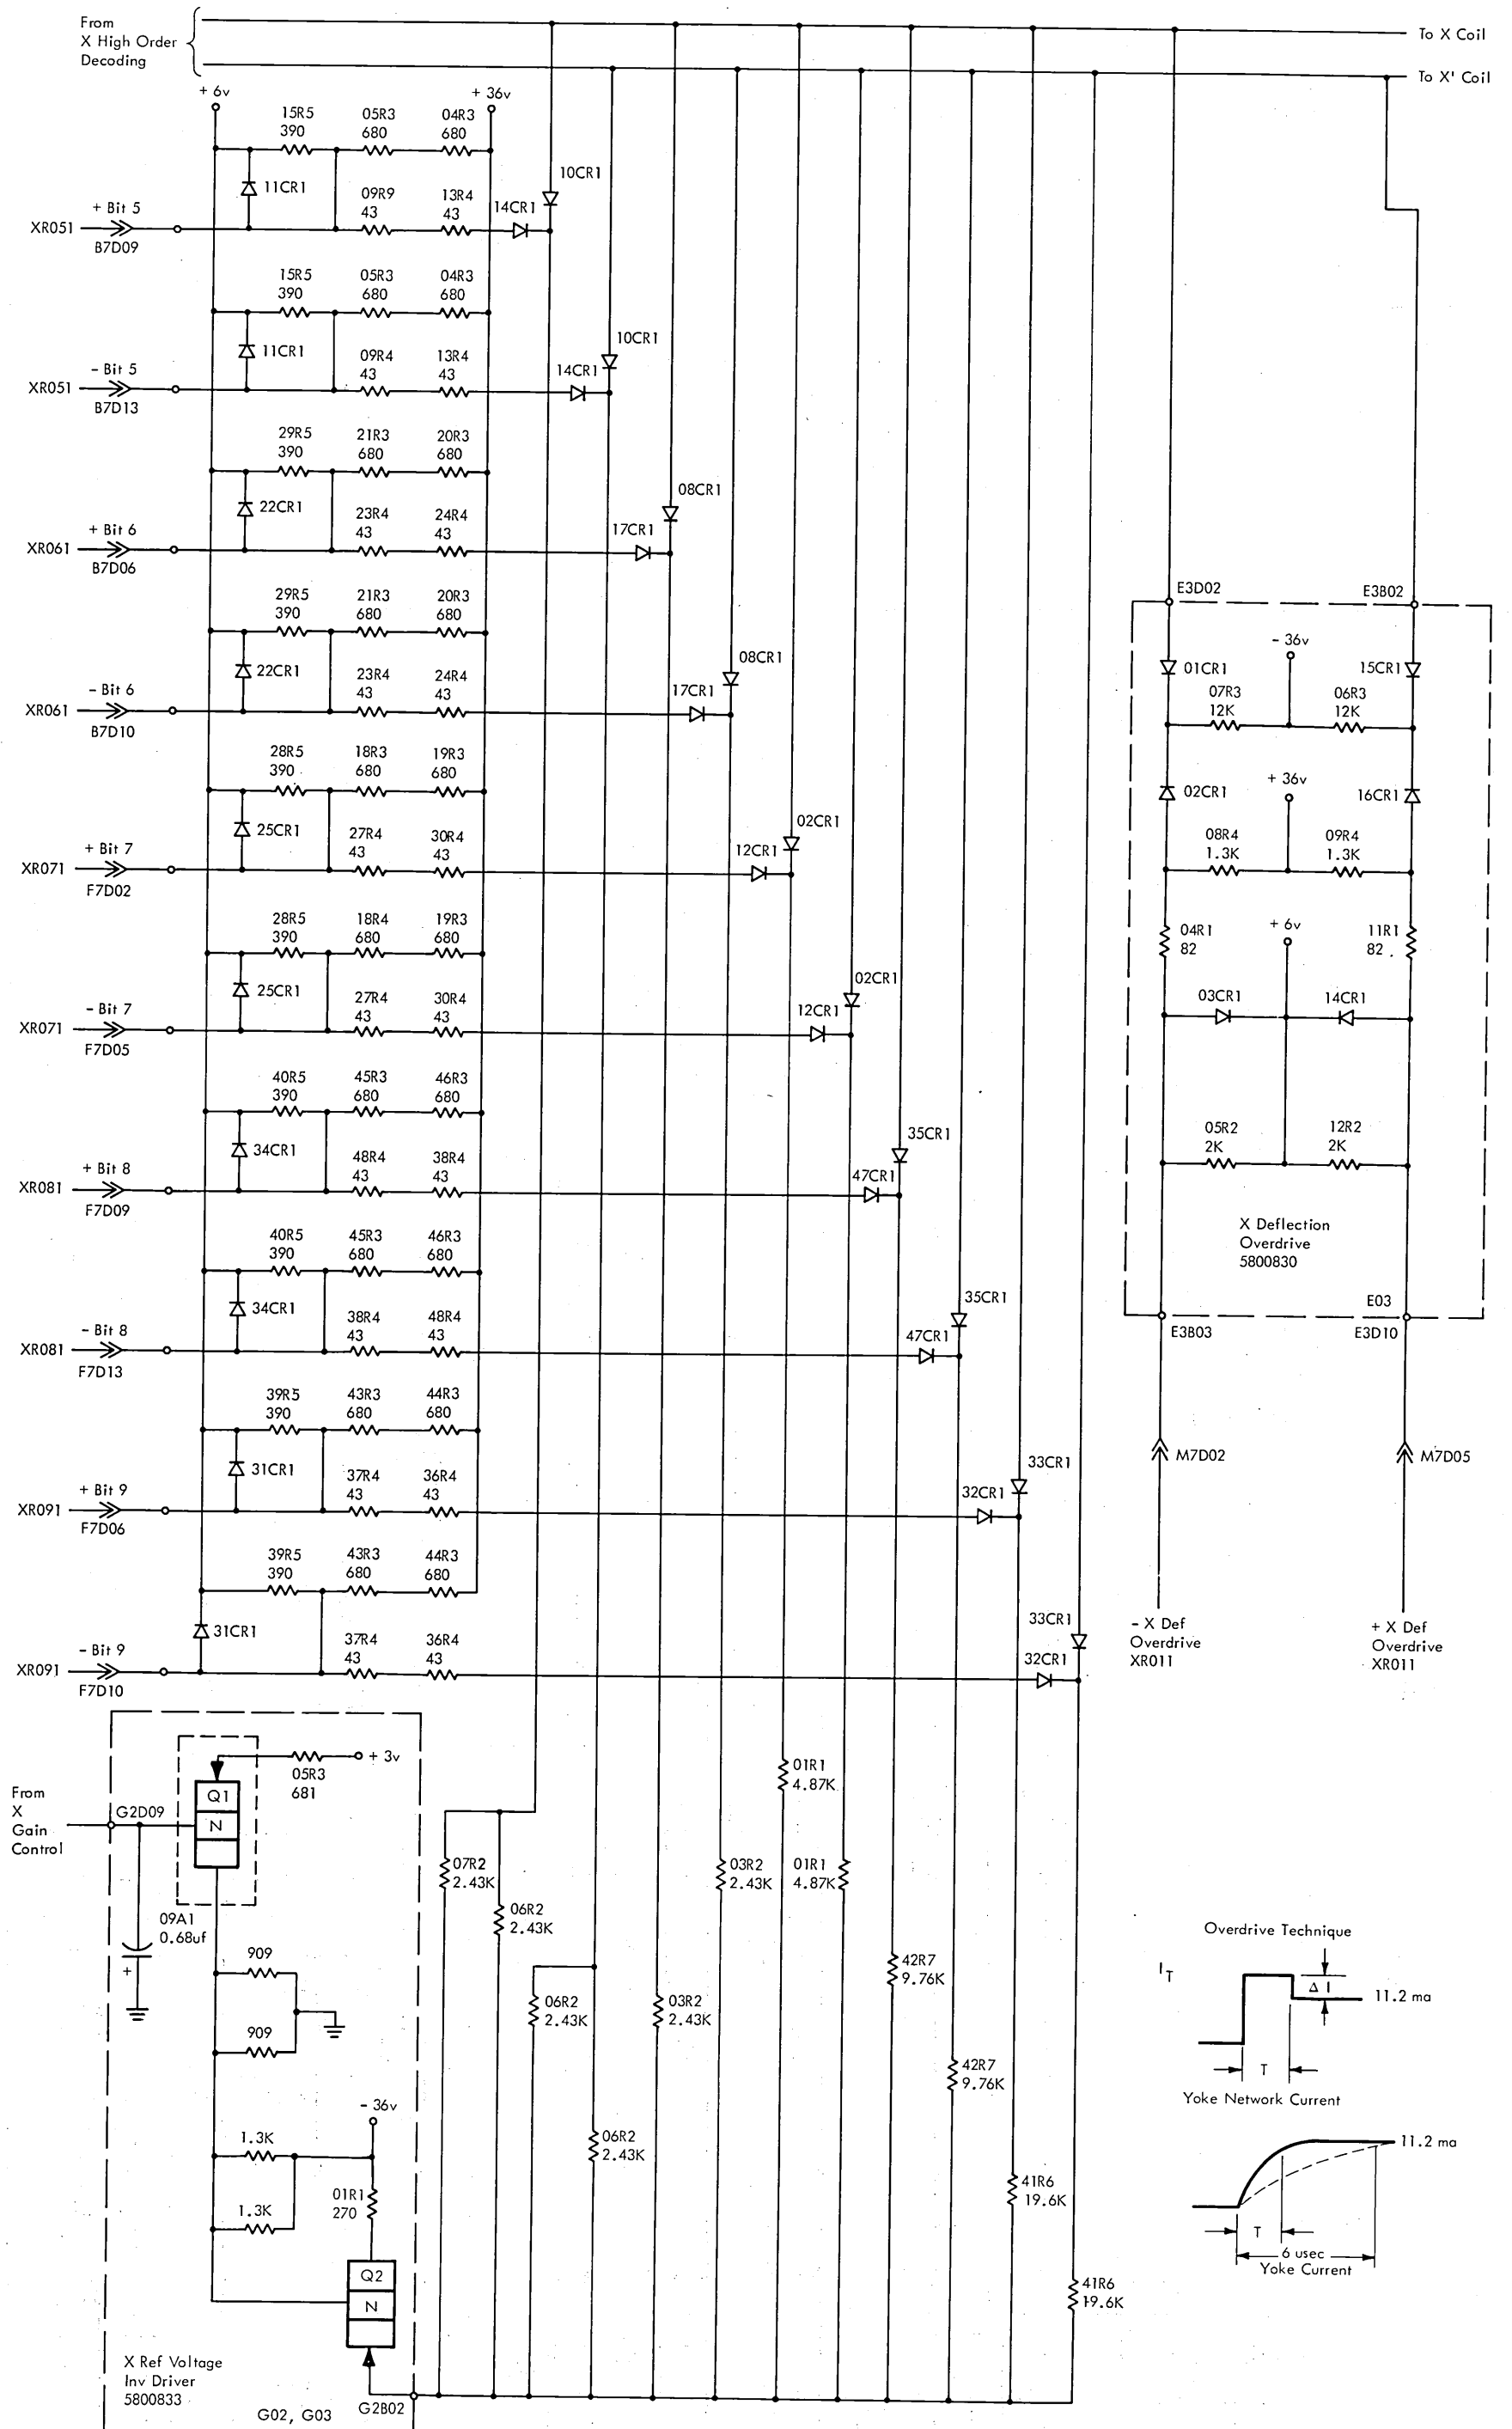 From
X High Order
Decoding
To X Coil
To X' Coil
+ 6v
+ 36v
15R5 05R3 04R3
390 680 680
10CR1
11CR1
09R9 13R4
43 43
14CR1
+ Bit 5
XR051
B7D09
15R5 05R3 04R3
390 680 680
10CR1
11CR1
09R4 13R4
43 43
14CR1
- Bit 5
XR051
B7D13
29R5 21R3 20R3
390 680 680
08CR1
22CR1
23R4 24R4
43 43
17CR1
+ Bit 6
XR061
B7D06
29R5 21R3 20R3
390 680 680
08CR1
22CR1
23R4 24R4
43 43
17CR1
- Bit 6
XR061
B7D10
28R5 18R3 19R3
390 680 680
02CR1
25CR1
27R4 30R4
43 43
12CR1
+ Bit 7
XR071
F7D02
28R5 18R4 19R3
390 680 680
02CR1
25CR1
27R4 30R4
43 43
12CR1
- Bit 7
XR071
F7D05
40R5 45R3 46R3
390 680 680
35CR1
34CR1
48R4 38R4
43 43
47CR1
+ Bit 8
XR081
F7D09
40R5 45R3 46R3
390 680 680
35CR1
34CR1
38R4 48R4
43 43
47CR1
- Bit 8
XR081
F7D13
39R5 43R3 44R3
390 680 680
33CR1
31CR1
37R4 36R4
43 43
32CR1
+ Bit 9
XR091
F7D06
39R5 43R3 44R3
390 680 680
33CR1
31CR1
37R4 36R4
43 43
32CR1
- Bit 9
XR091
F7D10
E3D02
E3B02
- 36v
01CR1
15CR1
07R3 06R3
12K 12K
+ 36v
02CR1
16CR1
08R4 09R4
1.3K 1.3K
+ 6v
04R1
82
11R1
82
03CR1 14CR1
05R2 12R2
2K 2K
X Deflection
Overdrive
5800830
E03
E3B03
E3D10
M7D02
M7D05
- X Def
Overdrive
XR011
+ X Def
Overdrive
XR011
+ 3v
05R3
681
Q1
N
From
X
Gain
Control
G2D09
09A1
0.68uf
+
909
909
- 36v
1.3K
01R1
270
1.3K
Q2
N
X Ref Voltage
Inv Driver
5800833
G02, G03
G2B02
07R2
2.43K
06R2
2.43K
06R2
2.43K
06R2
2.43K
03R2
2.43K
03R2
2.43K
01R1
4.87K
01R1
4.87K
42R7
9.76K
42R7
9.76K
41R6
19.6K
41R6
19.6K
Overdrive Technique
IT
Δ I
11.2 ma
T
Yoke Network Current
11.2 ma
T
6 usec
Yoke Current